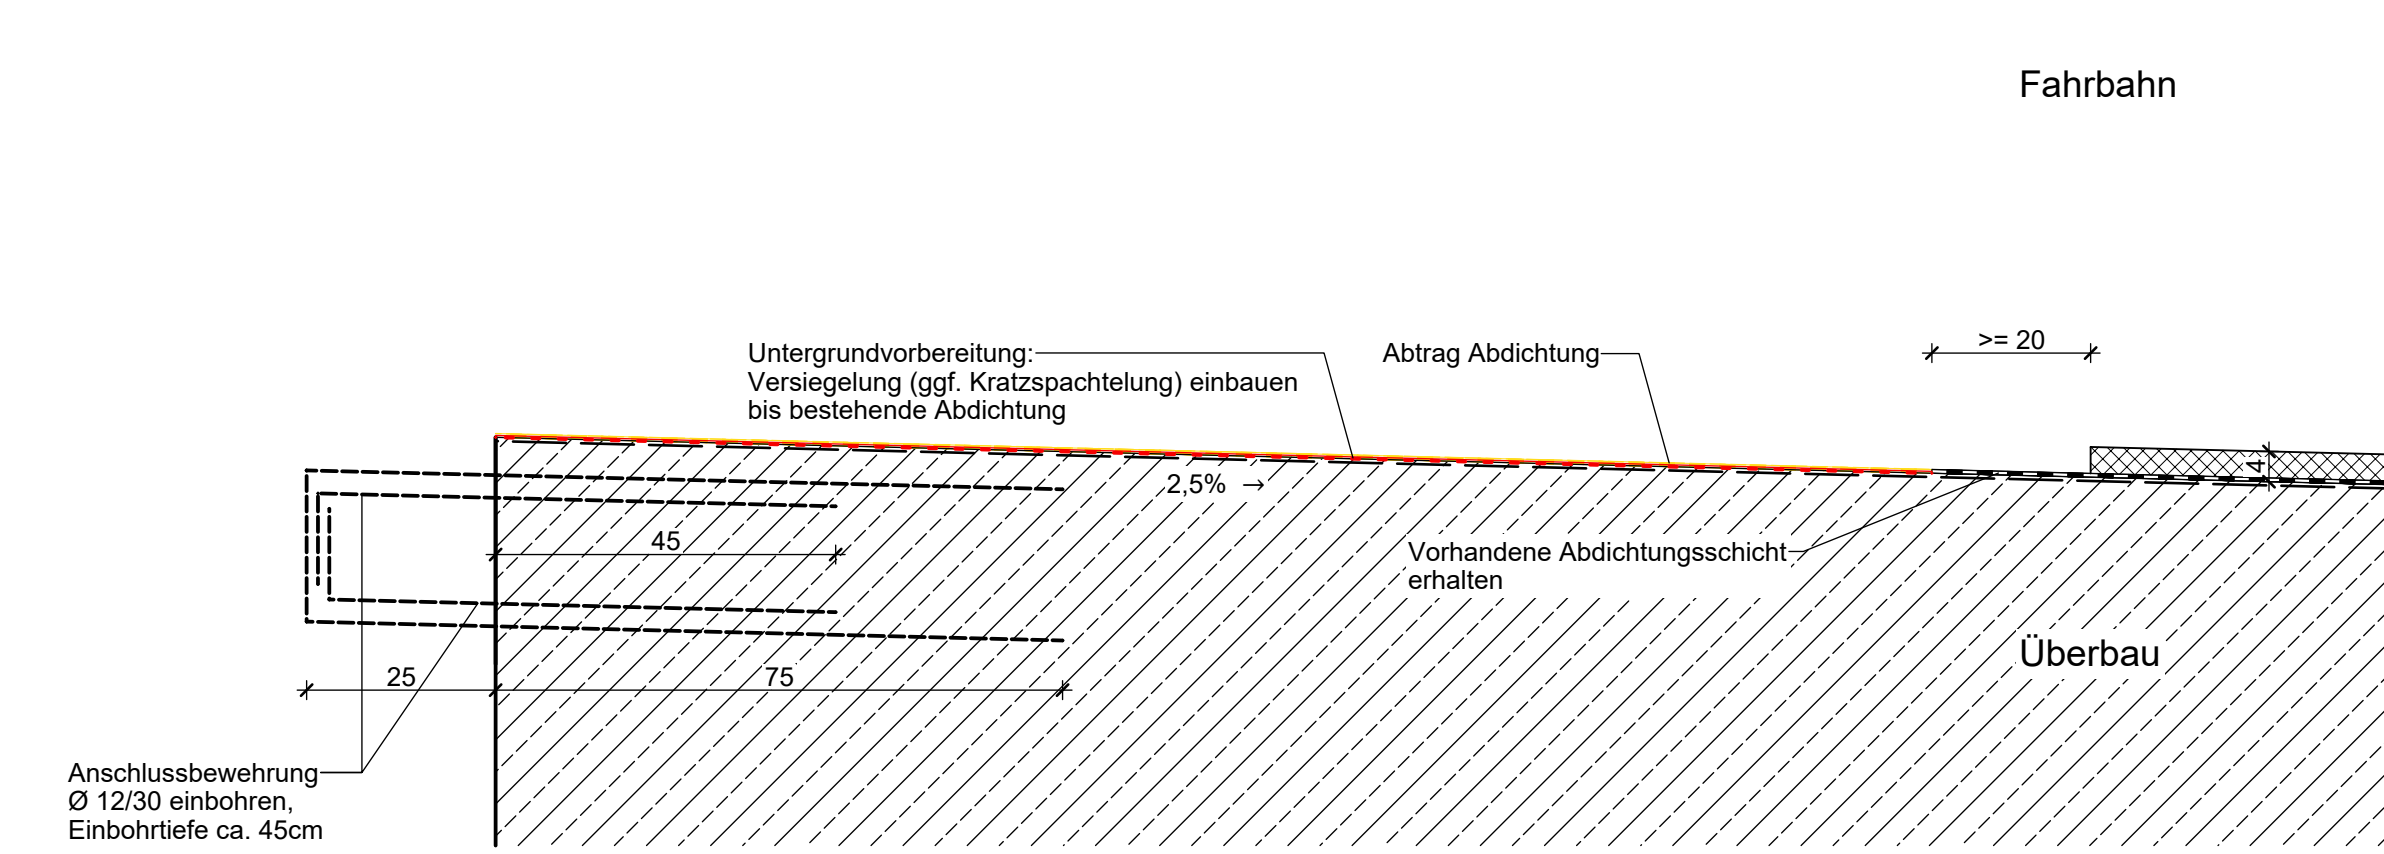 Fahrbahn
>= 20
Untergrundvorbereitung:
Versiegelung (ggf. Kratzspachtelung) einbauen
bis bestehende Abdichtung
Abtrag Abdichtung
4
2,5% →
45
Vorhandene Abdichtungsschicht
erhalten
Überbau
25
75
Anschlussbewehrung
Ø 12/30 einbohren,
Einbohrtiefe ca. 45cm